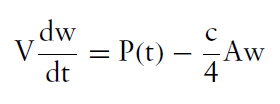 V dw/dt = P(t) − c/4 Aw